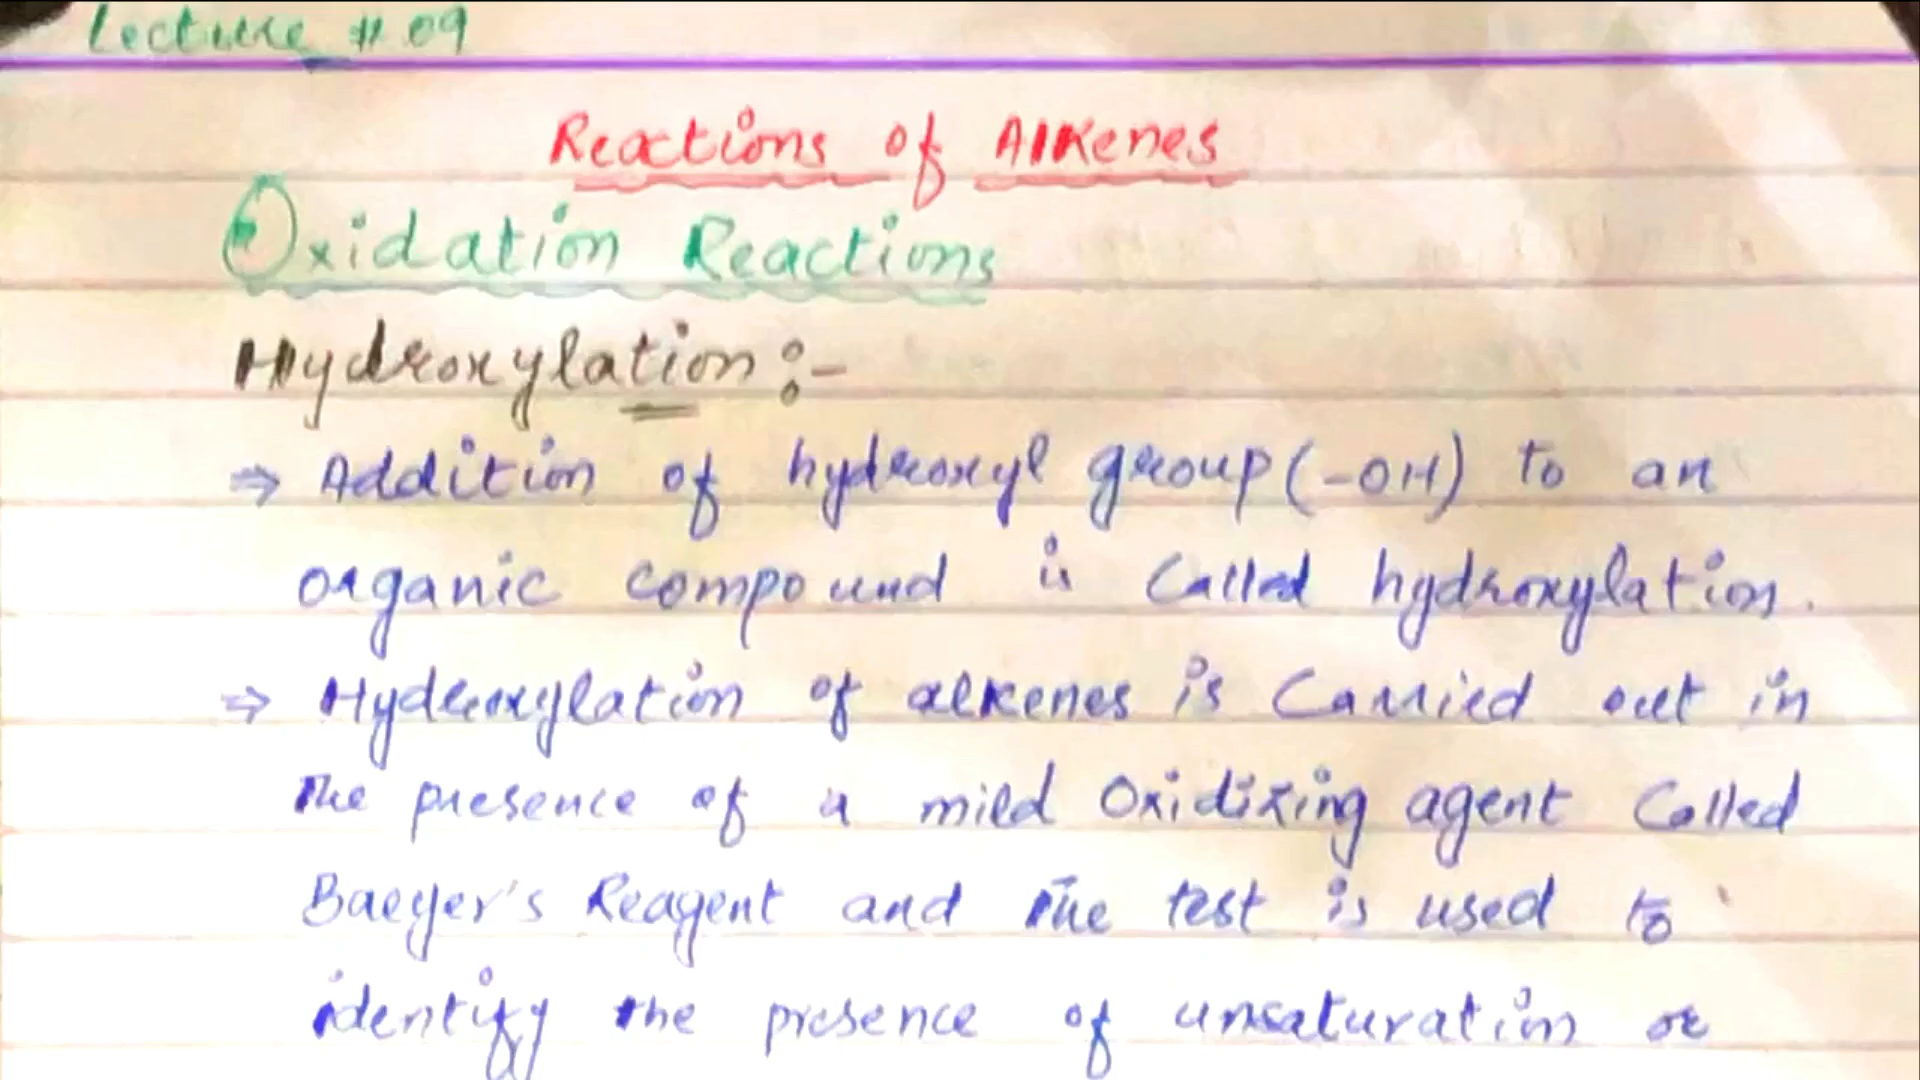 Lecture # 09
Reactions of Alkenes
Oxidation Reactions
Hydroxylation :-
⇒ Addition of hydroxyl group (-OH) to an
organic compound is Called hydroxylation.
⇒ Hydroxylation of alkenes is Carried out in
The presence of a mild Oxidizing agent Called
Baeyer's Reagent and The test is used to
identify the presence of unsaturation or